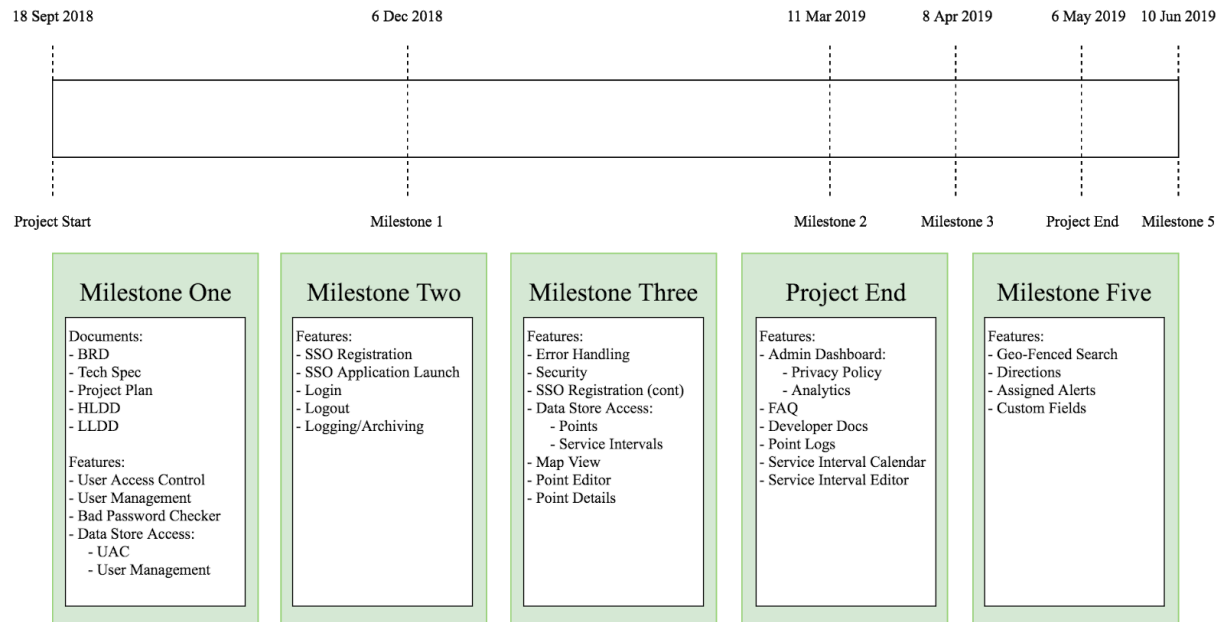 18 Sept 2018
6 Dec 2018
11 Mar 2019
8 Apr 2019
6 May 2019
10 Jun 2019
Project Start
Milestone 1
Milestone 2
Milestone 3
Project End
Milestone 5
Milestone One
Documents:
- BRD
- Tech Spec
- Project Plan
- HLDD
- LLDD
Features:
- User Access Control
- User Management
- Bad Password Checker
- Data Store Access:
- UAC
- User Management
Milestone Two
Features:
- SSO Registration
- SSO Application Launch
- Login
- Logout
- Logging/Archiving
Milestone Three
Features:
- Error Handling
- Security
- SSO Registration (cont)
- Data Store Access:
- Points
- Service Intervals
- Map View
- Point Editor
- Point Details
Project End
Features:
- Admin Dashboard:
- Privacy Policy
- Analytics
- FAQ
- Developer Docs
- Point Logs
- Service Interval Calendar
- Service Interval Editor
Milestone Five
Features:
- Geo-Fenced Search
- Directions
- Assigned Alerts
- Custom Fields